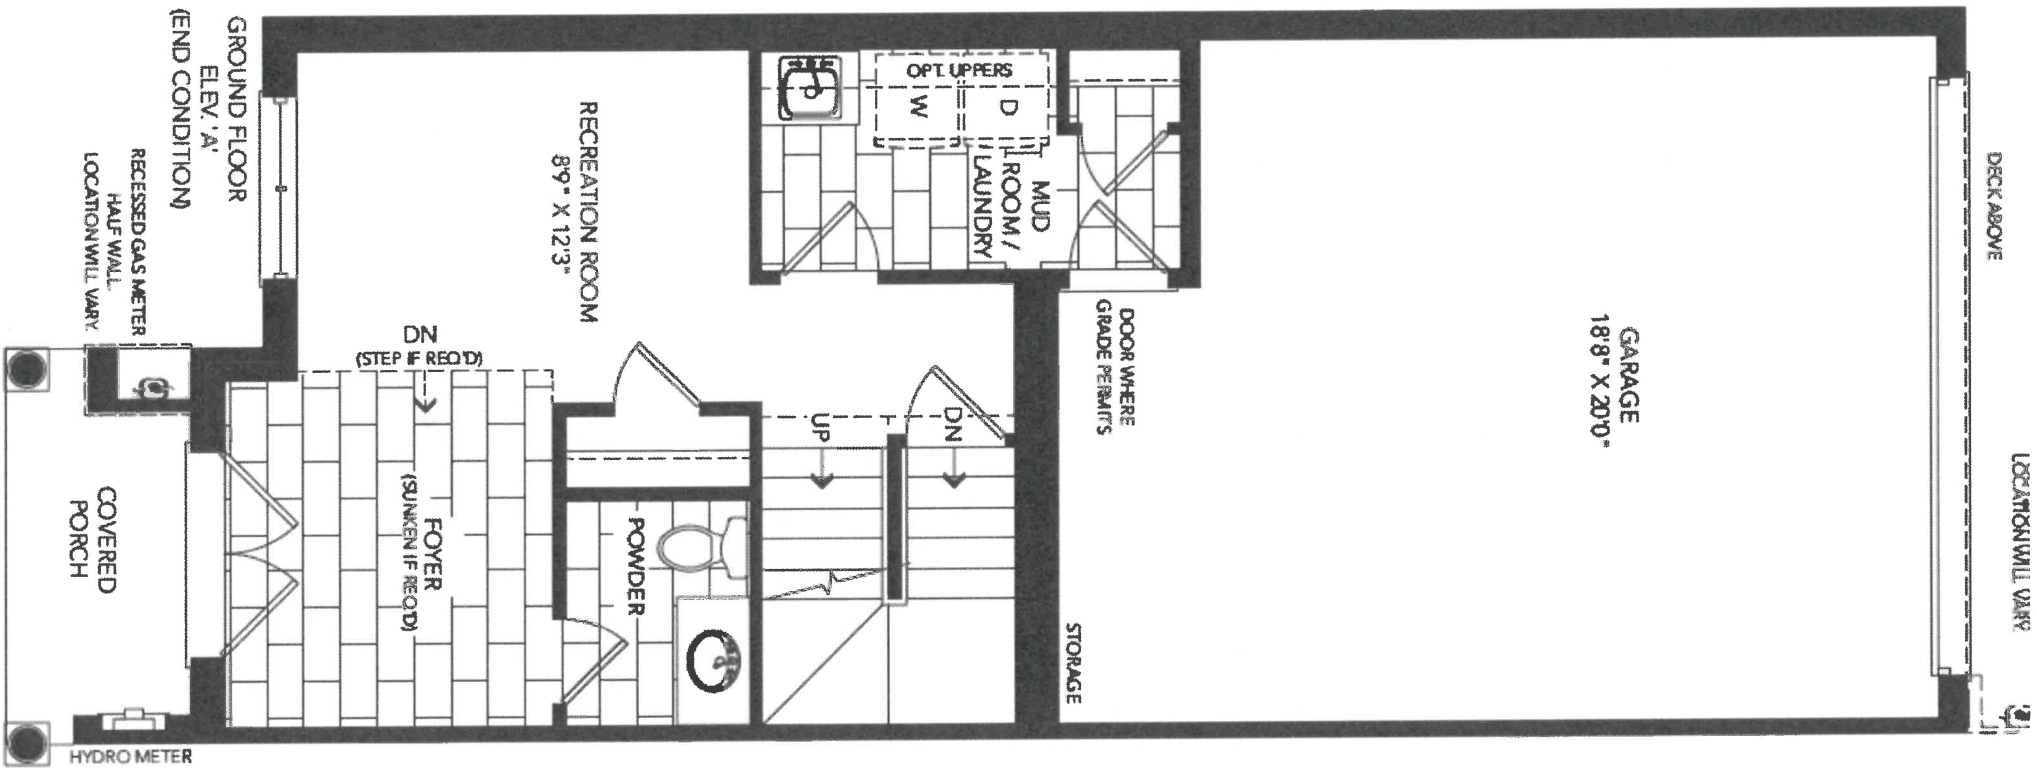 GROUND FLOOR
ELEV. 'A'
(END CONDITION)
RECESSED GAS METER
HALF WALL.
LOCATION WILL VARY.
RECREATION ROOM
8'9" X 12'3"
OPT. UPPERS
W
D
MUD
ROOM /
LAUNDRY
DN
(STEP IF REQ'D)
FOYER
(SUNKEN IF REQ'D)
COVERED
PORCH
HYDRO METER
POWDER
UP
DN
DOOR WHERE
GRADE PERMITS
STORAGE
GARAGE
18'8" X 20'0"
DECK ABOVE
LOCATION WILL VARY.